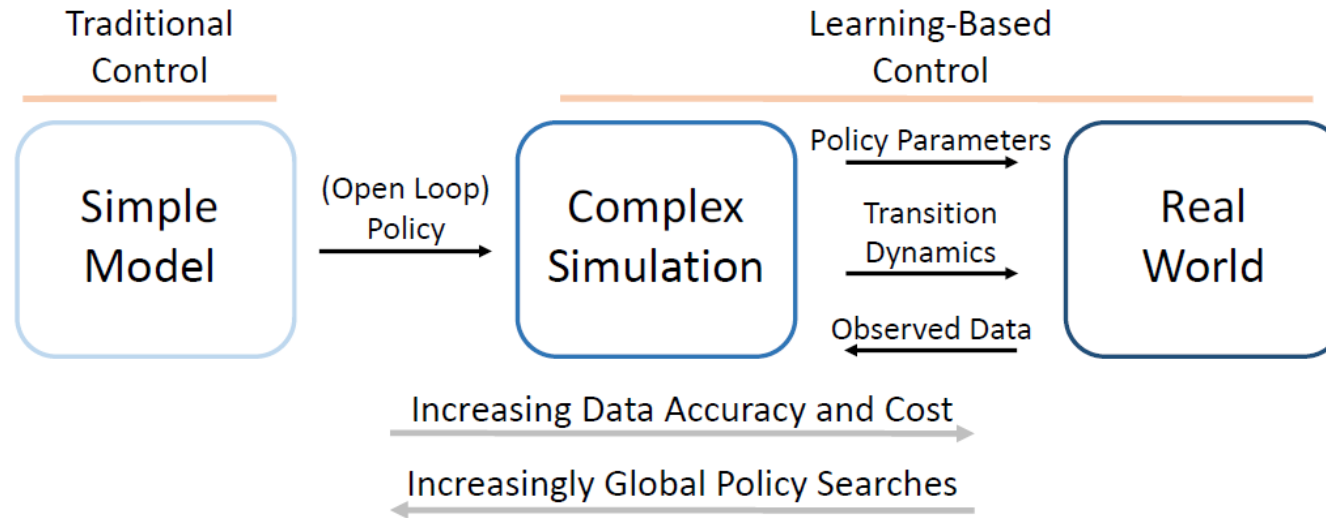 Traditional
Control
Learning-Based
Control
Simple
Model
(Open Loop)
Policy
Complex
Simulation
Policy Parameters
Transition
Dynamics
Observed Data
Real
World
Increasing Data Accuracy and Cost
Increasingly Global Policy Searches